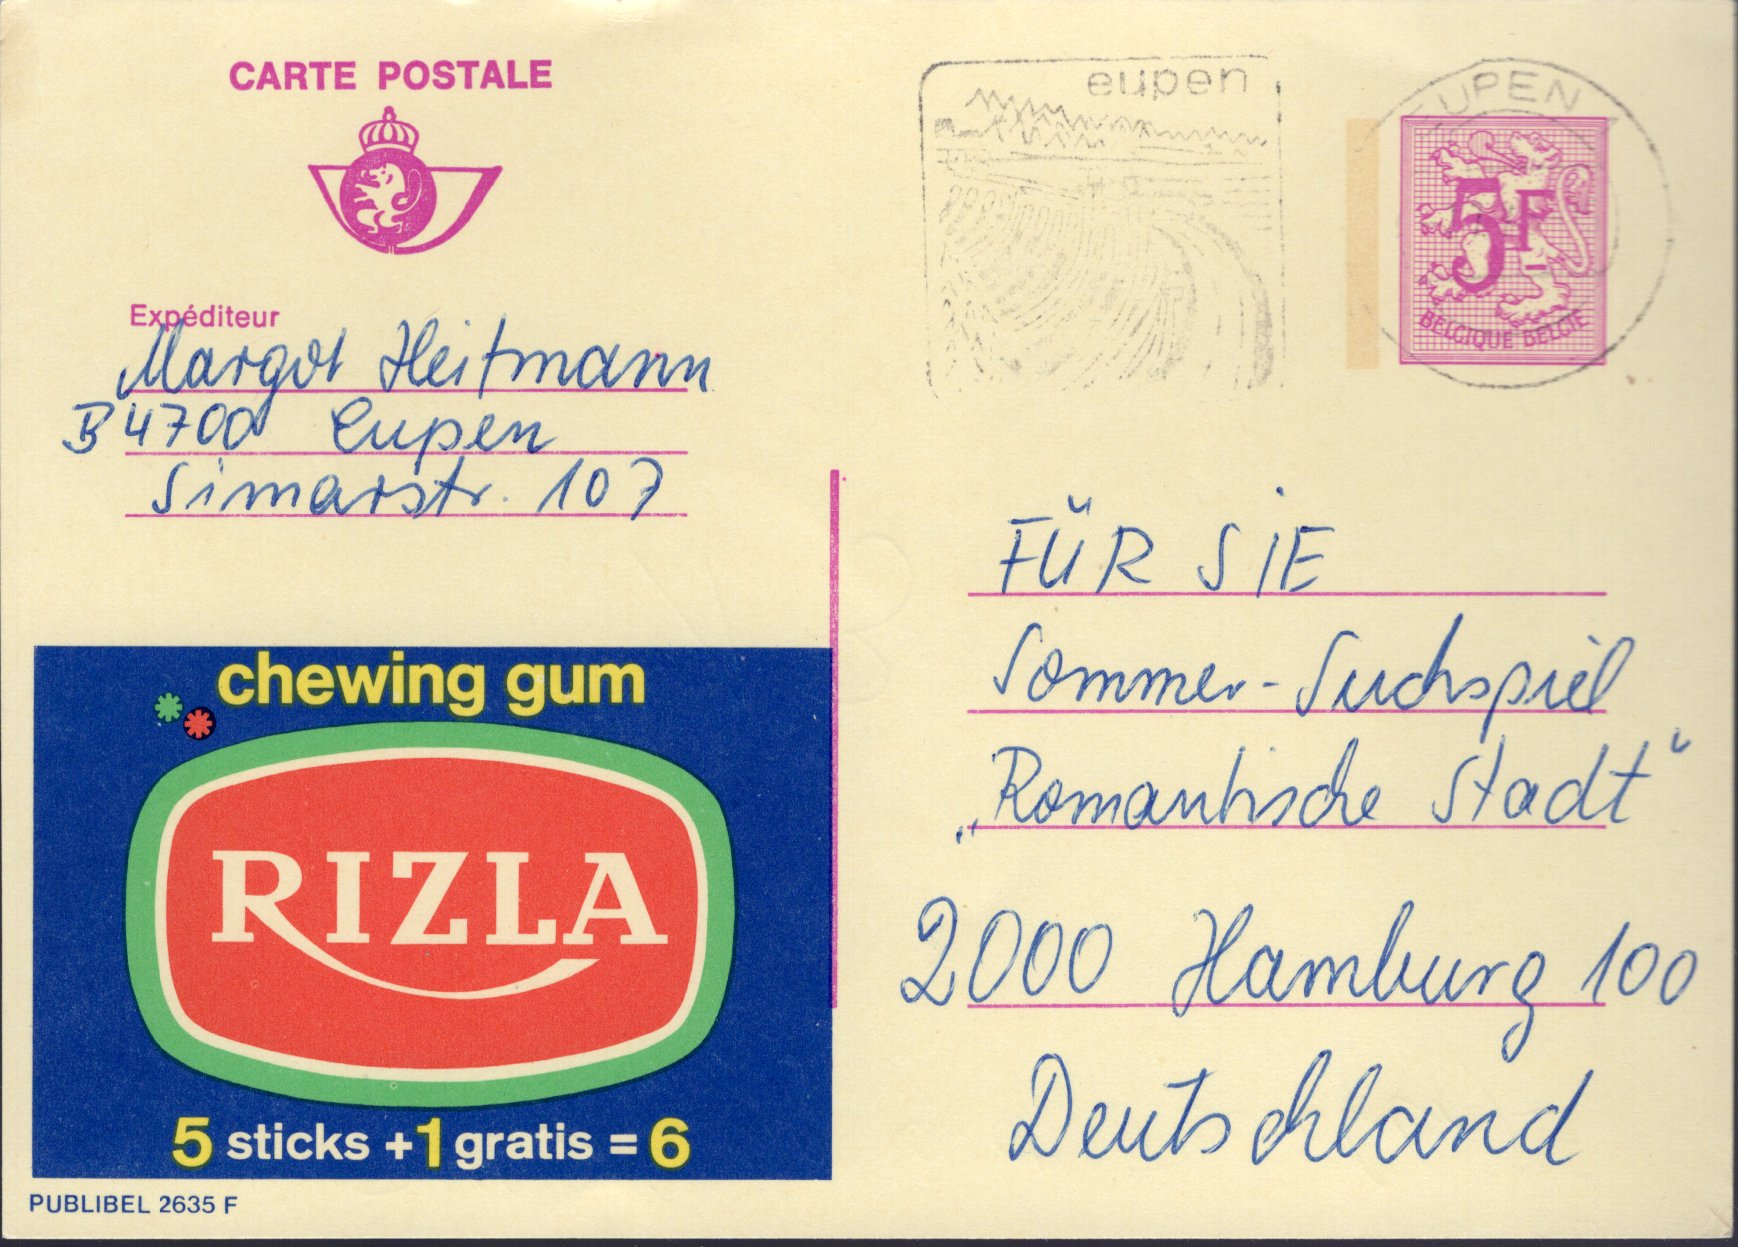 CARTE POSTALE
eupen
EUPEN
5F
BELGIQUE BELGIE
Expéditeur
Margot Heitmann
B 4700 Eupen
Simarstr. 107
FÜR SIE
Sommer-Suchspiel
„Romantische Stadt“
2000 Hamburg 100
Deutschland
chewing gum
RIZLA
5 sticks + 1 gratis = 6
PUBLIBEL 2635 F